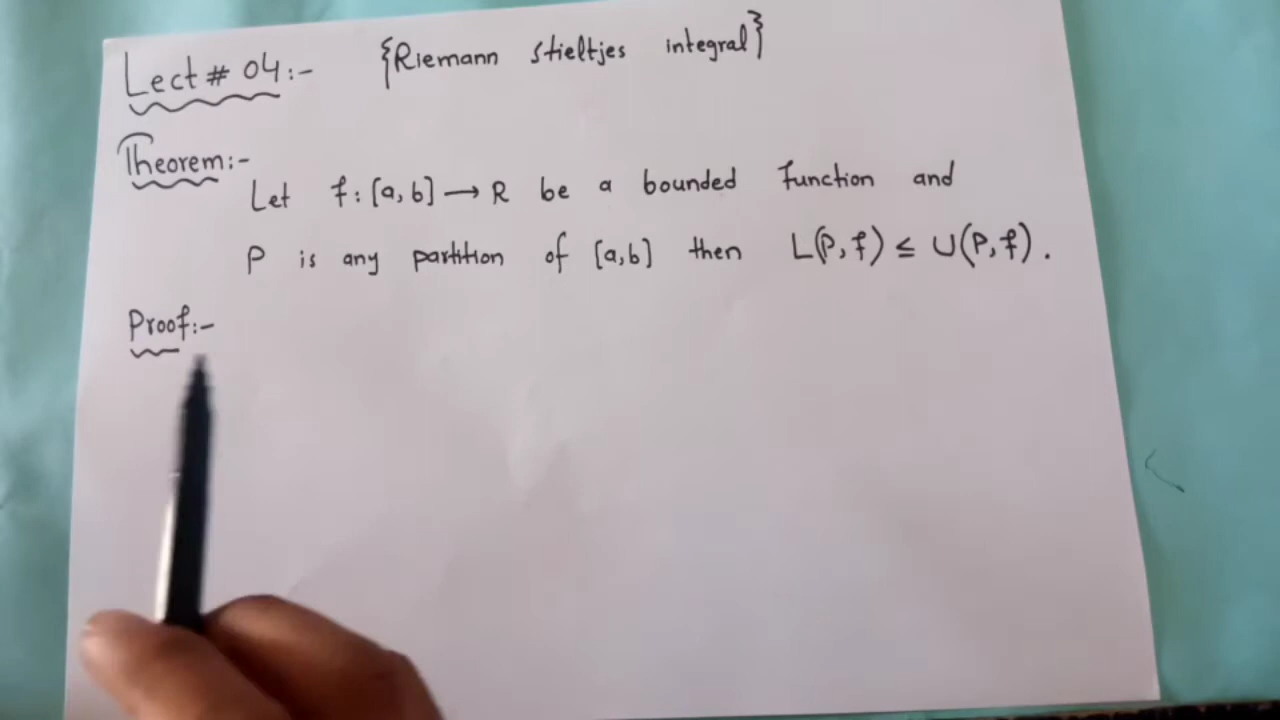 Lect # 04:- {Riemann stieltjes integral}
Theorem:-
Let f:[a,b]⟶R be a bounded function and
P is any partition of [a,b] then L(P,f) ≤ U(P,f).
Proof:-